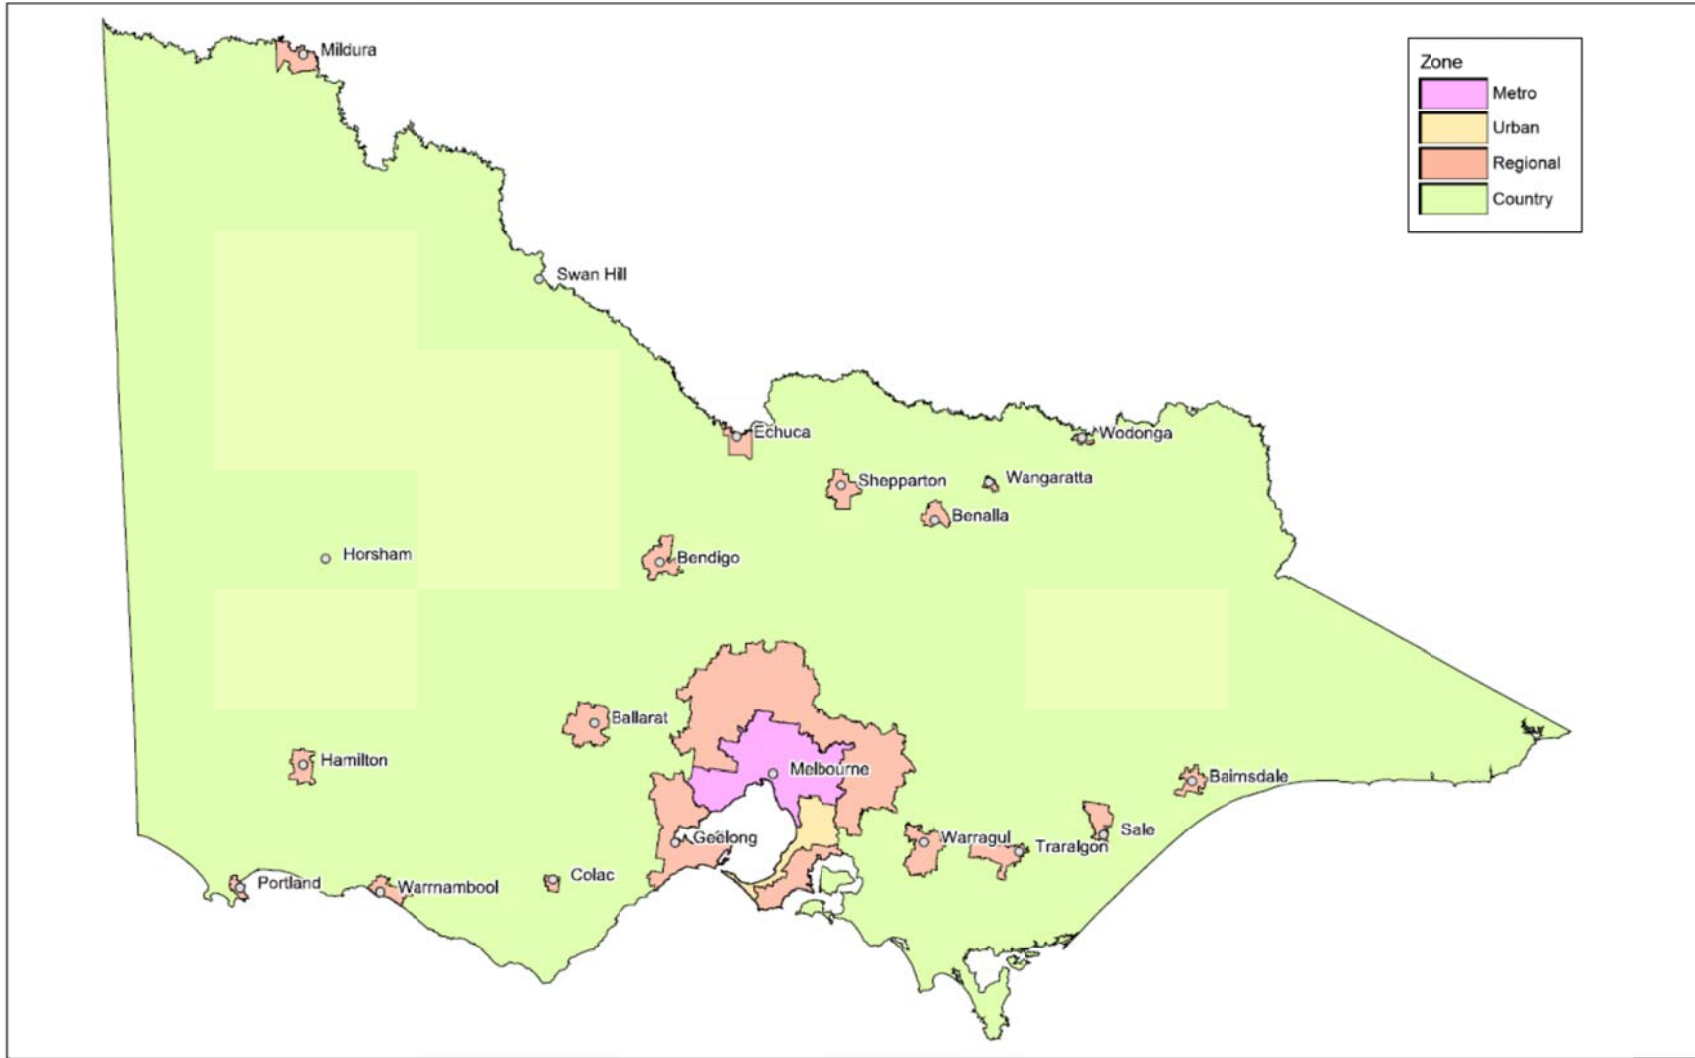 Mildura
Zone
Metro
Urban
Regional
Country
Swan Hill
Echuca
Wodonga
Shepparton
Wangaratta
Benalla
Horsham
Bendigo
Ballarat
Hamilton
Melbourne
Bairnsdale
Geelong
Warragul
Sale
Traralgon
Portland
Warrnambool
Colac